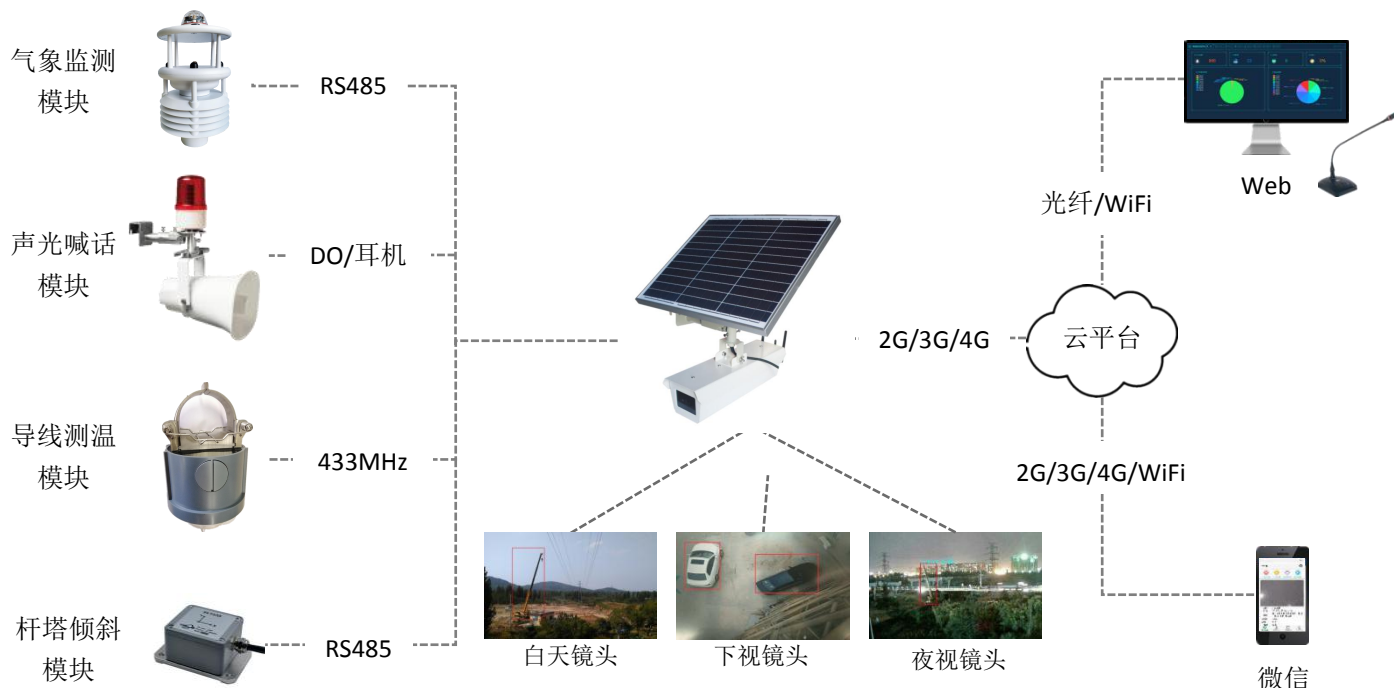 气象监测
模块
RS485
声光喊话
模块
DO/耳机
导线测温
模块
433MHz
杆塔倾斜
模块
RS485
白天镜头
下视镜头
夜视镜头
2G/3G/4G
云平台
光纤/WiFi
Web
2G/3G/4G/WiFi
微信